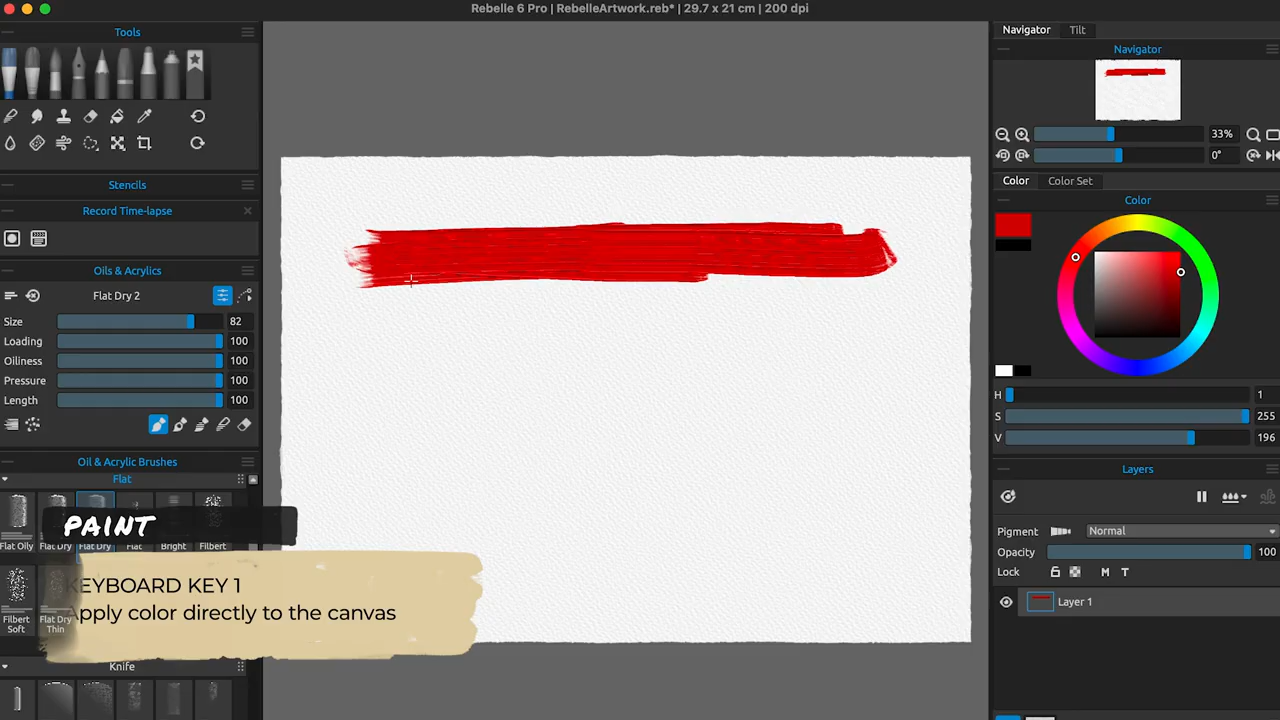 Rebelle 6 Pro | RebelleArtwork.reb* | 29.7 x 21 cm | 200 dpi
Tools
Stencils
Record Time-lapse
Oils & Acrylics
Flat Dry 2
Size 82
Loading 100
Oiliness 100
Pressure 100
Length 100
Oil & Acrylic Brushes
Flat
Flat Oily Flat Dry Flat Dry Flat Bright Filbert
Filbert Soft Flat Dry Thin
Knife
PAINT
KEYBOARD KEY 1
Apply color directly to the canvas
Navigator Tilt
Navigator
33%
0°
Color Color Set
Color
H 1
S 255
V 196
Layers
Pigment Normal
Opacity 100
Lock M T
Layer 1